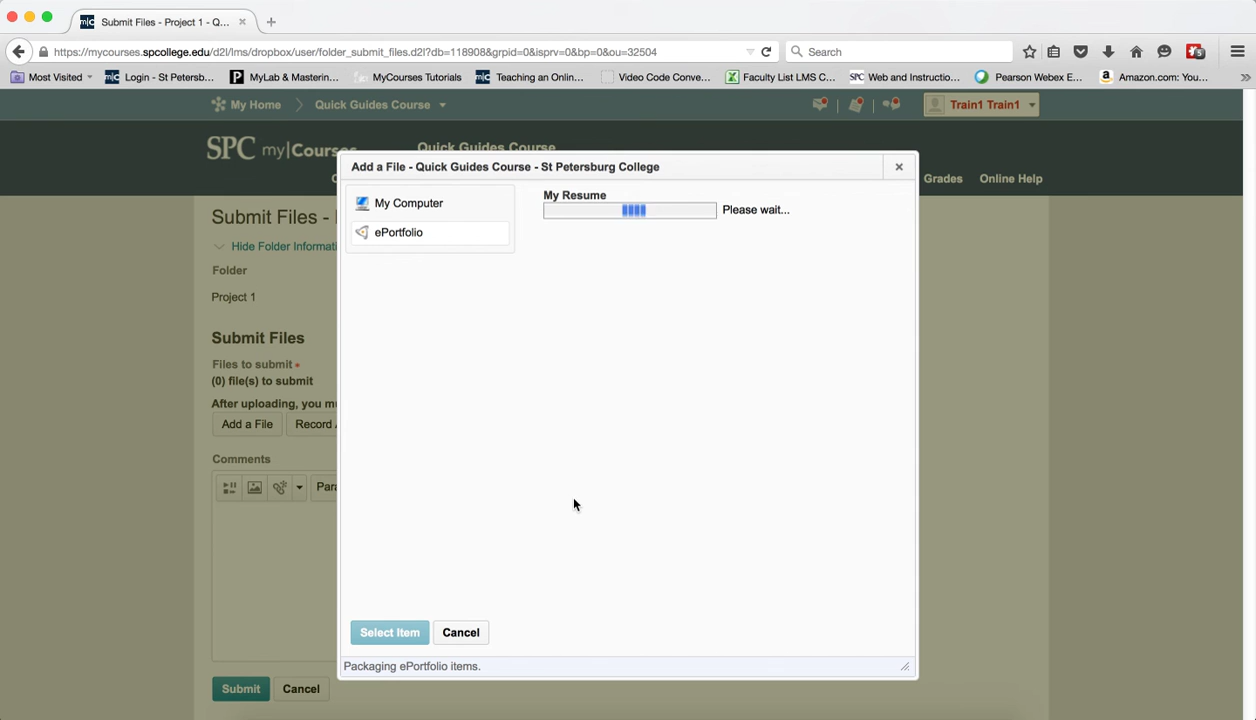 Submit Files - Project 1 - Q...
https://mycourses.spcollege.edu/d2l/lms/dropbox/user/folder_submit_files.d2l?db=118908&grpid=0&isprv=0&bp=0&ou=32504
Search
5
Most Visited
m|c Login - St Petersb...
P MyLab & Masterin...
MyCourses Tutorials
m|c Teaching an Onlin...
Video Code Conve...
Faculty List LMS C...
SPC Web and Instructio...
Pearson Webex E...
a Amazon.com: You...
My Home
Quick Guides Course
Train1 Train1
SPC my|Courses
Quick Guides Course
Grades
Online Help
Add a File - Quick Guides Course - St Petersburg College
My Computer
ePortfolio
My Resume
Please wait...
Submit Files -
Hide Folder Informati
Folder
Project 1
Submit Files
Files to submit
(0) file(s) to submit
After uploading, you mu
Add a File
Record
Comments
Para
Select Item
Cancel
Packaging ePortfolio items.
Submit
Cancel